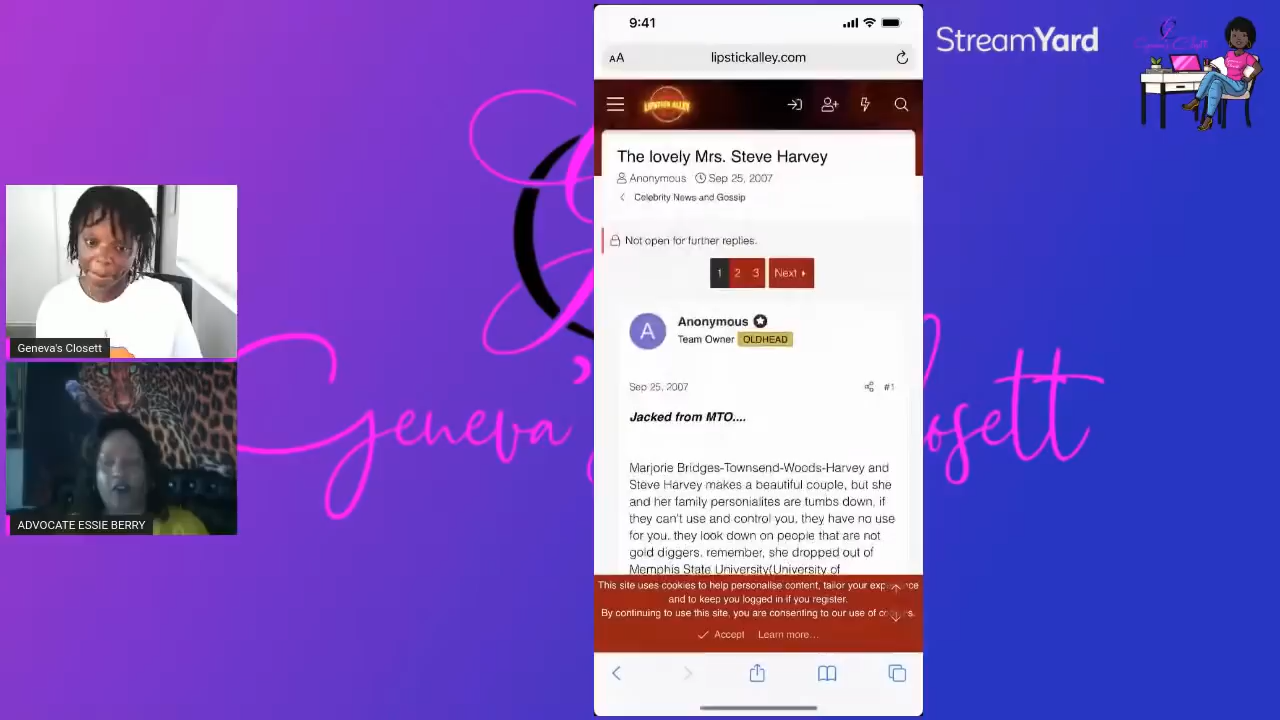 9:41
AA
lipstickalley.com
StreamYard
LIPSTICK ALLEY
The lovely Mrs. Steve Harvey
Anonymous Sep 25, 2007
Celebrity News and Gossip
Not open for further replies.
1 2 3 Next
A
Anonymous
Team Owner OLDHEAD
Sep 25, 2007 #1
Jacked from MTO....
Marjorie Bridges-Townsend-Woods-Harvey and
Steve Harvey makes a beautiful couple, but she
and her family personialites are tumbs down, if
they can't use and control you, they have no use
for you. they look down on people that are not
gold diggers. remember, she dropped out of
Memphis State University(University of
This site uses cookies to help personalise content, tailor your experience
and to keep you logged in if you register.
By continuing to use this site, you are consenting to our use of cookies.
Accept Learn more…
Geneva's Closett
ADVOCATE ESSIE BERRY
Geneva
osett